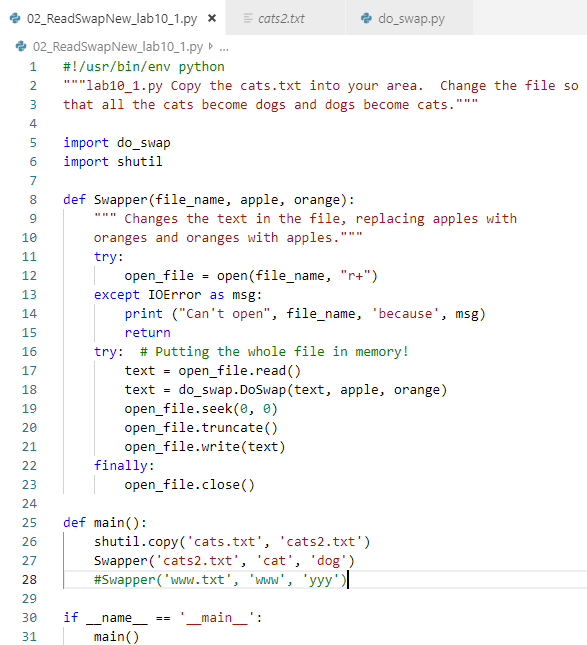 02_ReadSwapNew_lab10_1.py × cats2.txt do_swap.py
02_ReadSwapNew_lab10_1.py ▸ ...
1 #!/usr/bin/env python
2 """lab10_1.py Copy the cats.txt into your area.  Change the file so
3 that all the cats become dogs and dogs become cats."""
4
5 import do_swap
6 import shutil
7
8 def Swapper(file_name, apple, orange):
9     """ Changes the text in the file, replacing apples with
10     oranges and oranges with apples."""
11     try:
12         open_file = open(file_name, "r+")
13     except IOError as msg:
14         print ("Can't open", file_name, 'because', msg)
15         return
16     try:  # Putting the whole file in memory!
17         text = open_file.read()
18         text = do_swap.DoSwap(text, apple, orange)
19         open_file.seek(0, 0)
20         open_file.truncate()
21         open_file.write(text)
22     finally:
23         open_file.close()
24
25 def main():
26     shutil.copy('cats.txt', 'cats2.txt')
27     Swapper('cats2.txt', 'cat', 'dog')
28     #Swapper('www.txt', 'www', 'yyy')
29
30 if __name__ == '__main__':
31     main()